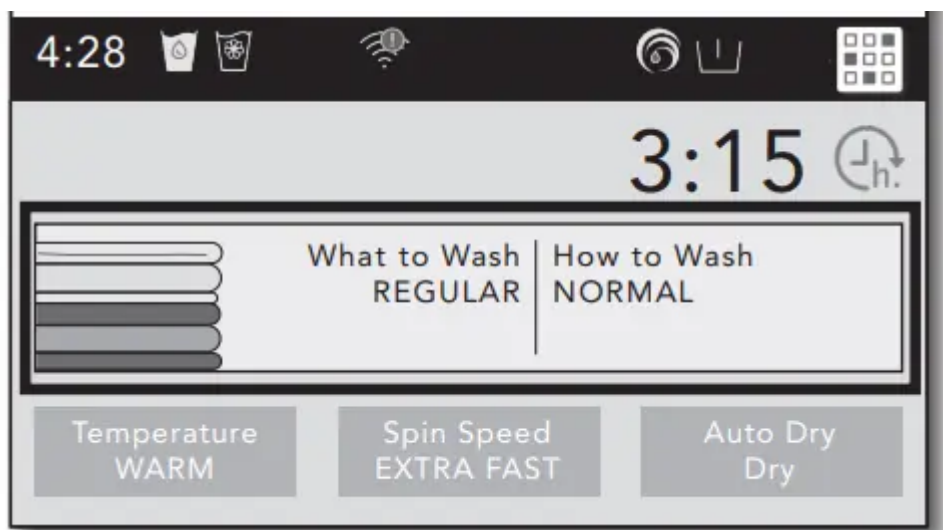 4:28
3:15 h.
What to Wash
REGULAR
How to Wash
NORMAL
Temperature
WARM
Spin Speed
EXTRA FAST
Auto Dry
Dry